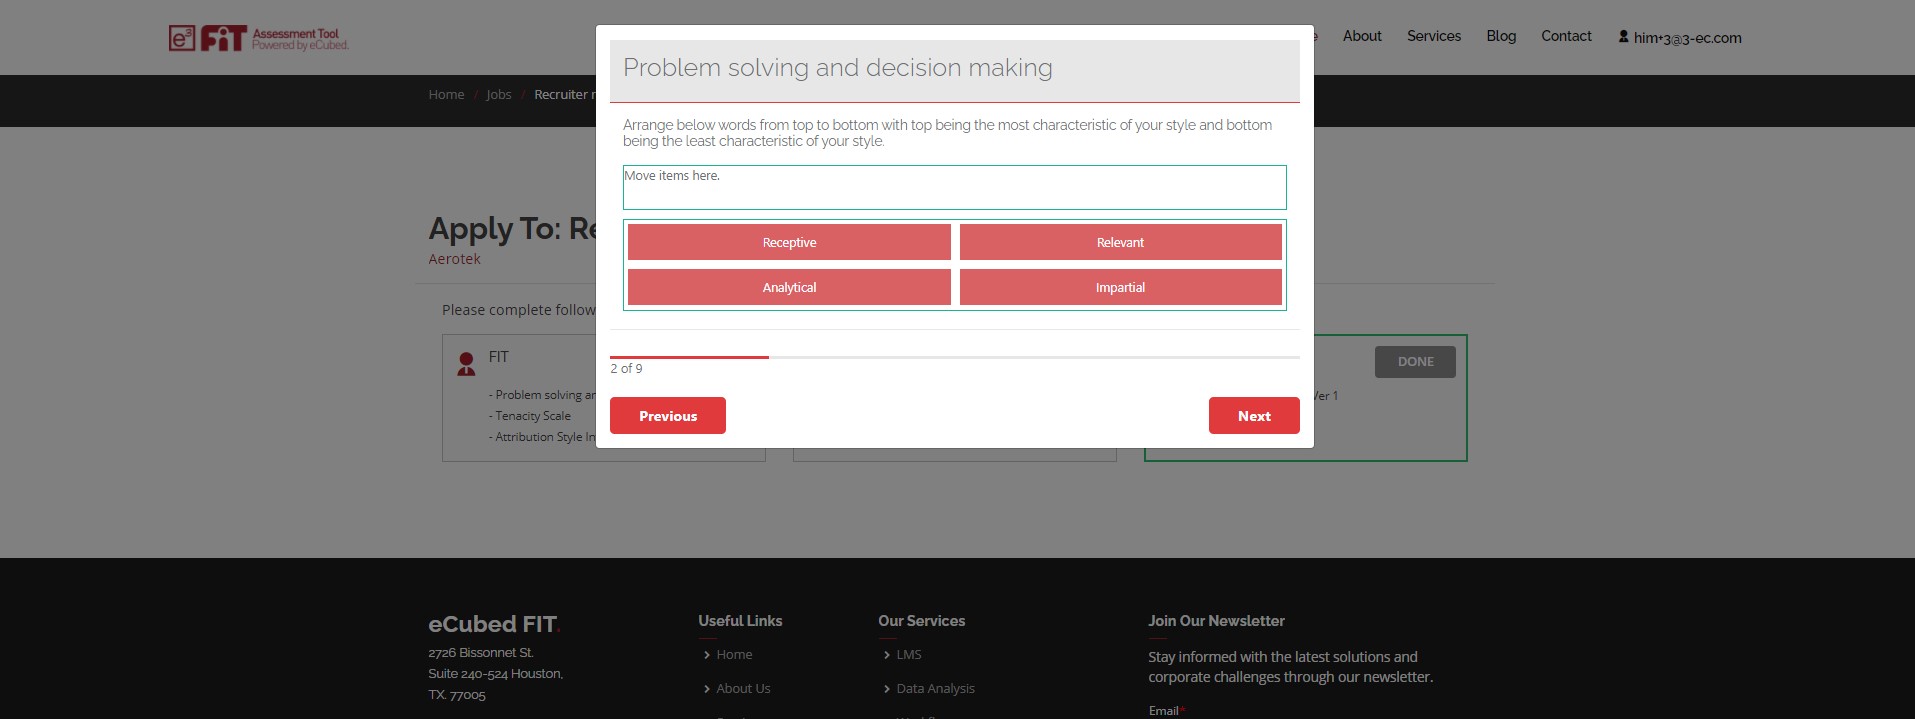 e3 FiT Assessment Tool
Powered by eCubed.
About Services Blog Contact him+3@3-ec.com
Home / Jobs / Recruiter
Problem solving and decision making
Arrange below words from top to bottom with top being the most characteristic of your style and bottom
being the least characteristic of your style.
Move items here.
Receptive Relevant
Analytical Impartial
2 of 9
Previous Next
Apply To: Re
Aerotek
Please complete follow
FIT
- Problem solving an
- Tenacity Scale
- Attribution Style In
DONE
Ver 1
eCubed FIT.
2726 Bissonnet St.
Suite 240-524 Houston,
TX. 77005
Useful Links
Home
About Us
Our Services
LMS
Data Analysis
Join Our Newsletter
Stay informed with the latest solutions and
corporate challenges through our newsletter.
Email*